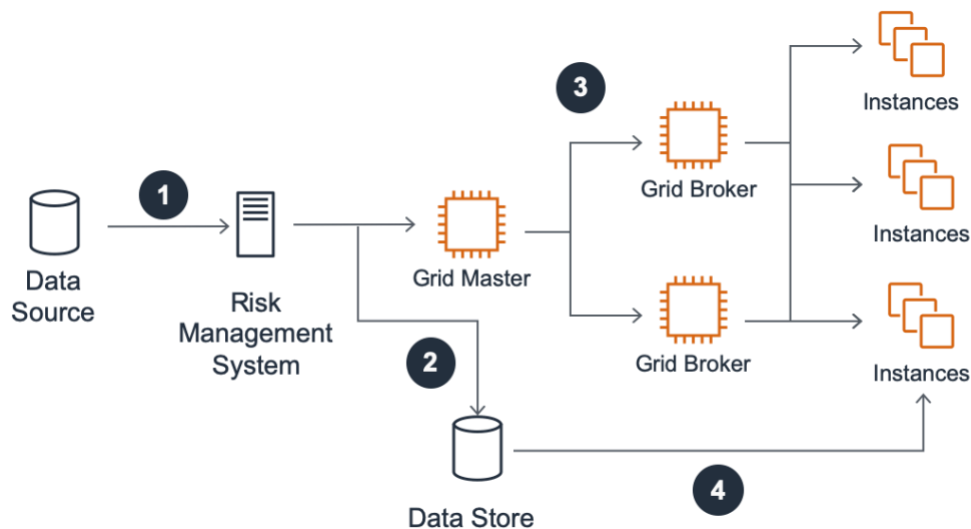 Instances
3
Grid Broker
1
Instances
Data
Source
Grid Master
Risk
Management
System
2
Grid Broker
Instances
4
Data Store